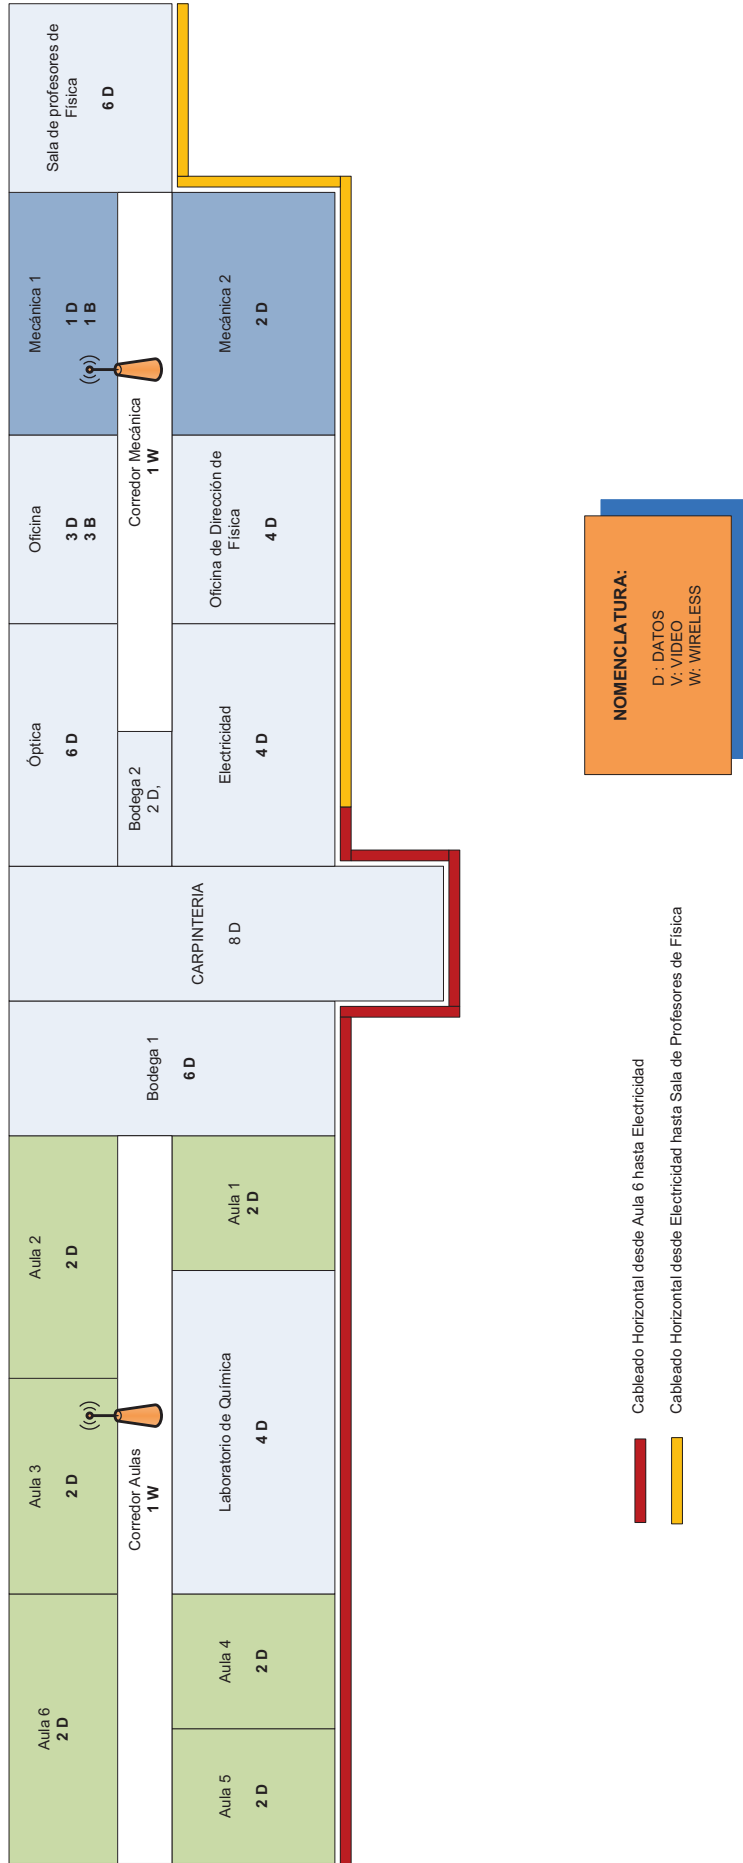 Aula 6
2 D
Aula 3
2 D
Aula 2
2 D
Óptica
6 D
Oficina
3 D
3 B
Mecánica 1
1 D
1 B
Sala de profesores de
Física
6 D
Corredor Aulas
1 W
Bodega 1
6 D
CARPINTERIA
8 D
Bodega 2
2 D,
Corredor Mecánica
1 W
Aula 5
2 D
Aula 4
2 D
Laboratorio de Química
4 D
Aula 1
2 D
Electricidad
4 D
Oficina de Dirección de
Física
4 D
Mecánica 2
2 D
NOMENCLATURA:
D : DATOS
V: VIDEO
W: WIRELESS
Cableado Horizontal desde Aula 6 hasta Electricidad
Cableado Horizontal desde Electricidad hasta Sala de Profesores de Física